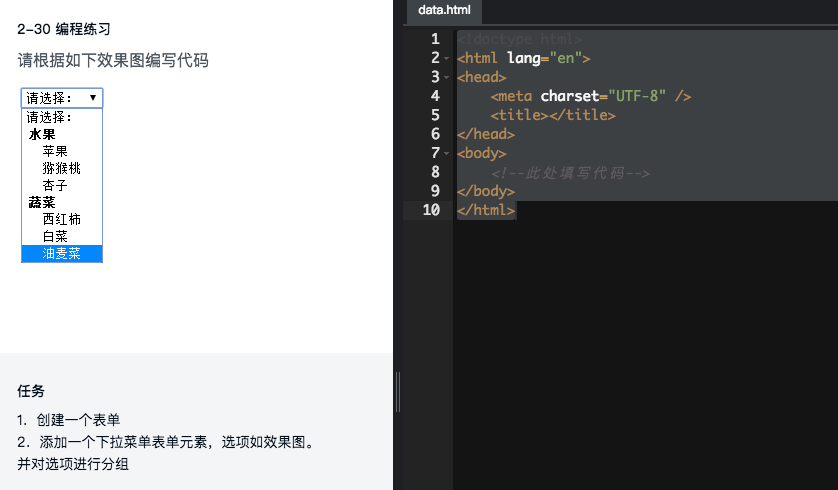 2-30 编程练习
请根据如下效果图编写代码
请选择：
请选择：
水果
苹果
猕猴桃
杏子
蔬菜
西红柿
白菜
油麦菜
任务
1. 创建一个表单
2. 添加一个下拉菜单表单元素，选项如效果图。
并对选项进行分组
data.html
1 <!doctype html>
2 <html lang="en">
3 <head>
4 <meta charset="UTF-8" />
5 <title></title>
6 </head>
7 <body>
8 <!--此处填写代码-->
9 </body>
10 </html>